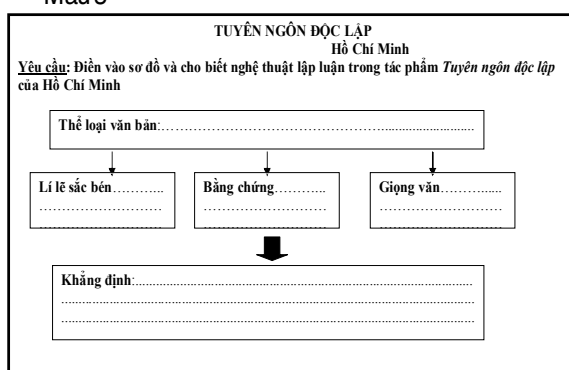 Mẫu 3
TUYÊN NGÔN ĐỘC LẬP
Hồ Chí Minh
Yêu cầu: Điền vào sơ đồ và cho biết nghệ thuật lập luận trong tác phẩm Tuyên ngôn độc lập
của Hồ Chí Minh
Thể loại văn bản:……………………………………………........................
Lí lẽ sắc bén………....
………………………
………………………
Bằng chứng………....
………………………
………………………
Giọng văn………......
………………………
………………………
Khẳng định:....................................................................................................
..........................................................................................................................
..........................................................................................................................